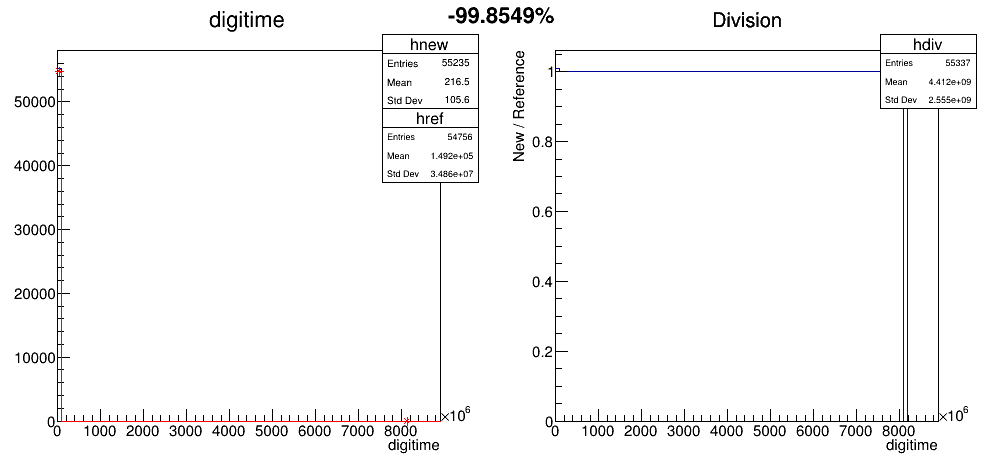 -99.8549%
digitime
hnew
Entries 55235
Mean 216.5
Std Dev 105.6
href
Entries 54756
Mean 1.492e+05
Std Dev 3.486e+07
50000
40000
30000
20000
10000
0
0 1000 2000 3000 4000 5000 6000 7000 8000
×10⁶
digitime
Division
hdiv
Entries 55337
Mean 4.412e+09
Std Dev 2.555e+09
New / Reference
1
0.8
0.6
0.4
0.2
0
0 1000 2000 3000 4000 5000 6000 7000 8000
×10⁶
digitime